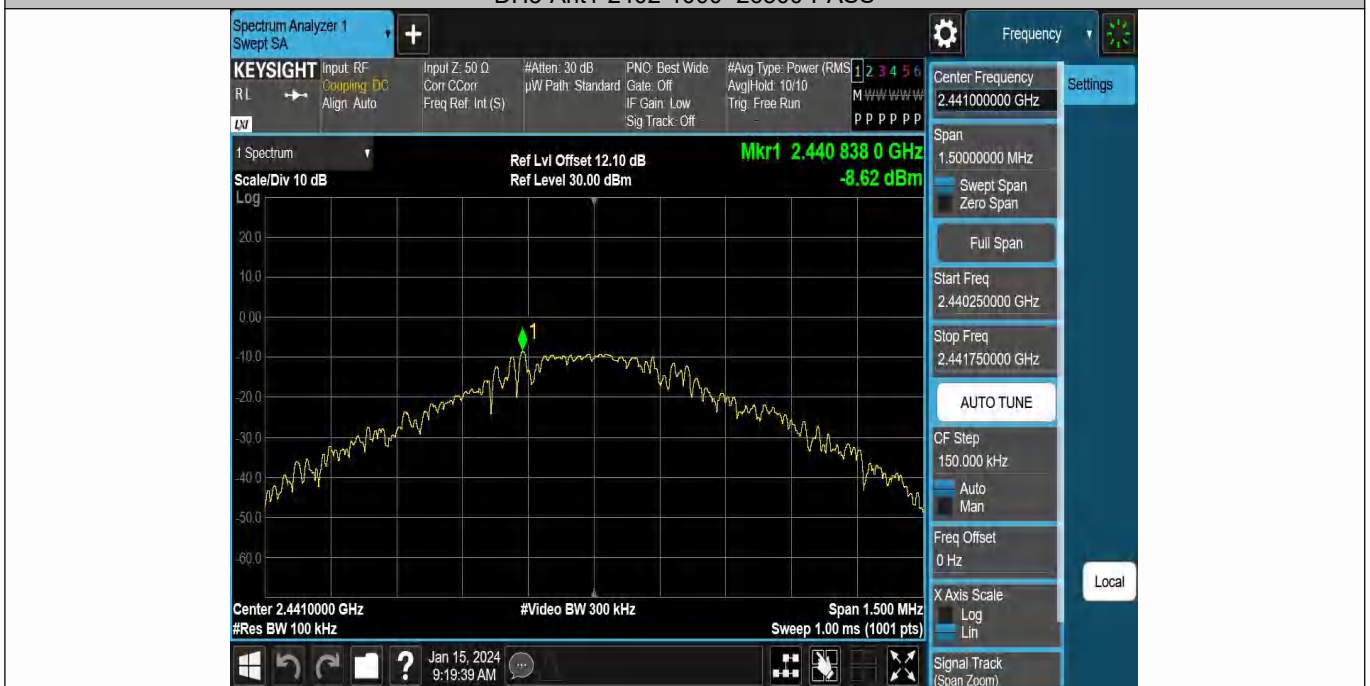 Spectrum Analyzer 1
Swept SA
+
Frequency
KEYSIGHT
RL
LXI
Input: RF
Coupling: DC
Align: Auto
Input Z: 50 Ω
Corr CCorr
Freq Ref: Int (S)
#Atten: 30 dB
µW Path: Standard
PNO: Best Wide
Gate: Off
IF Gain: Low
Sig Track: Off
#Avg Type: Power (RMS
Avg|Hold: 10/10
Trig: Free Run
1 2 3 4 5 6
M W W W W W
P P P P P P
Center Frequency
2.441000000 GHz
Settings
1 Spectrum
Scale/Div 10 dB
Ref Lvl Offset 12.10 dB
Ref Level 30.00 dBm
Mkr1 2.440 838 0 GHz
-8.62 dBm
Span
1.50000000 MHz
Swept Span
Zero Span
Full Span
Start Freq
2.440250000 GHz
Stop Freq
2.441750000 GHz
AUTO TUNE
CF Step
150.000 kHz
Auto
Man
Freq Offset
0 Hz
X Axis Scale
Log
Lin
Signal Track
(Span Zoom)
Local
Log
20.0
10.0
0.00
-10.0
-20.0
-30.0
-40.0
-50.0
-60.0
1
Center 2.4410000 GHz
#Res BW 100 kHz
#Video BW 300 kHz
Span 1.500 MHz
Sweep 1.00 ms (1001 pts)
?
Jan 15, 2024
9:19:39 AM